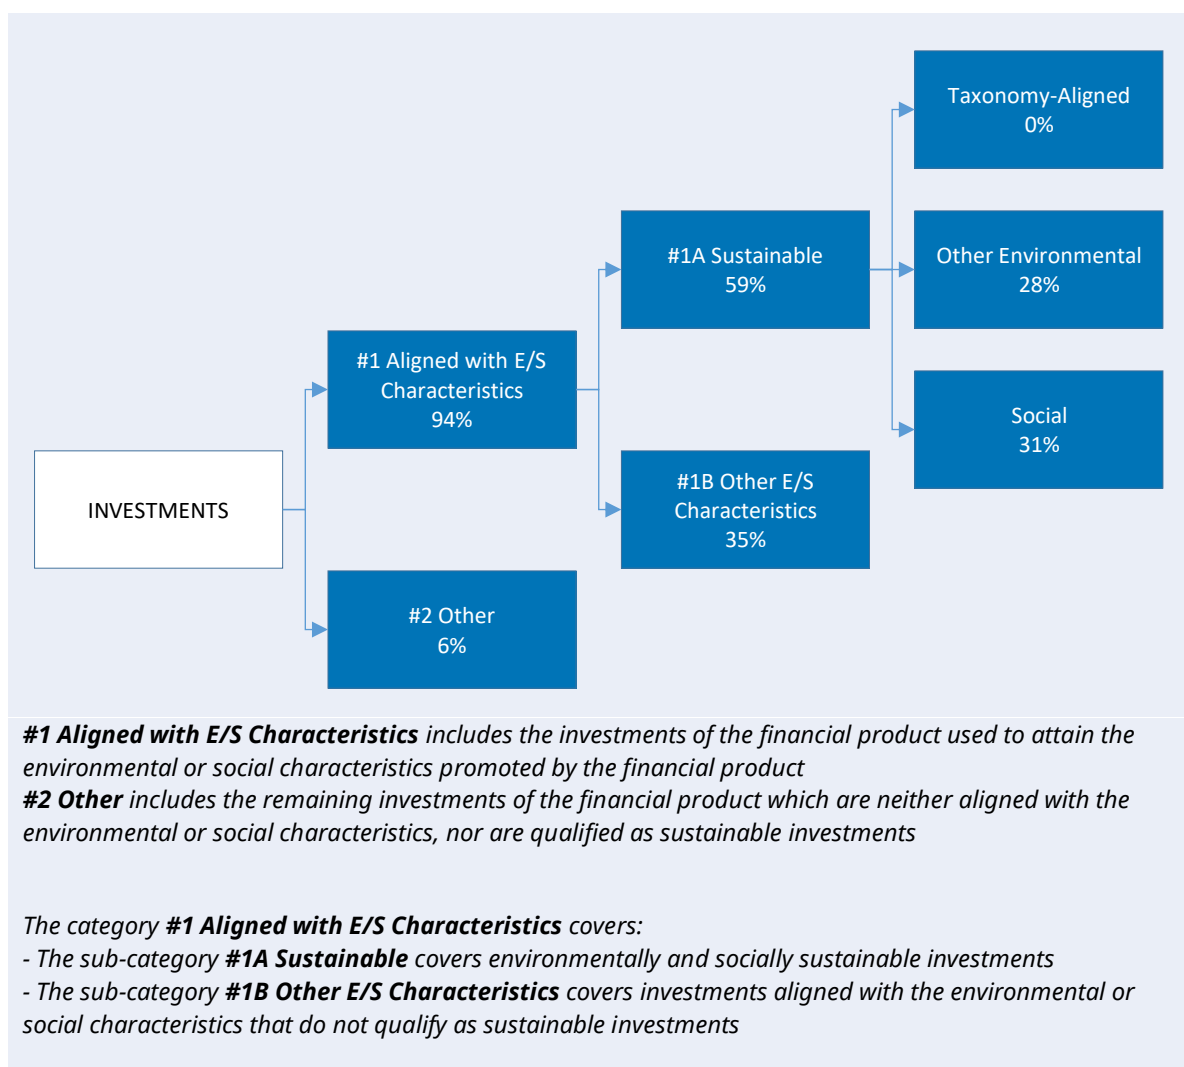 Taxonomy-Aligned
0%
#1A Sustainable
59%
Other Environmental
28%
#1 Aligned with E/S
Characteristics
94%
Social
31%
#1B Other E/S
Characteristics
35%
INVESTMENTS
#2 Other
6%
#1 Aligned with E/S Characteristics includes the investments of the financial product used to attain the
environmental or social characteristics promoted by the financial product
#2 Other includes the remaining investments of the financial product which are neither aligned with the
environmental or social characteristics, nor are qualified as sustainable investments
The category #1 Aligned with E/S Characteristics covers:
- The sub-category #1A Sustainable covers environmentally and socially sustainable investments
- The sub-category #1B Other E/S Characteristics covers investments aligned with the environmental or
social characteristics that do not qualify as sustainable investments